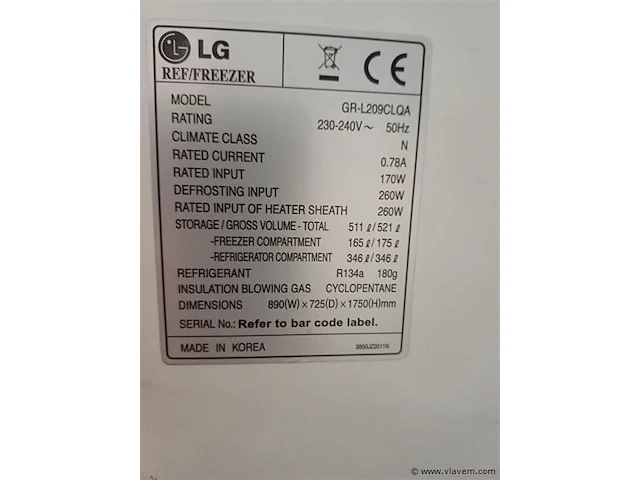 LG
REF/FREEZER
CE
MODEL GR-L209CLQA
RATING 230-240V～ 50Hz
CLIMATE CLASS N
RATED CURRENT 0.78A
RATED INPUT 170W
DEFROSTING INPUT 260W
RATED INPUT OF HEATER SHEATH 260W
STORAGE / GROSS VOLUME - TOTAL 511 ℓ / 521 ℓ
-FREEZER COMPARTMENT 165 ℓ / 175 ℓ
-REFRIGERATOR COMPARTMENT 346 ℓ / 346 ℓ
REFRIGERANT R134a 180g
INSULATION BLOWING GAS CYCLOPENTANE
DIMENSIONS 890(W)×725(D)×1750(H)mm
SERIAL No.: Refer to bar code label.
MADE IN KOREA 3850JZ3011N
© www.vlavem.com